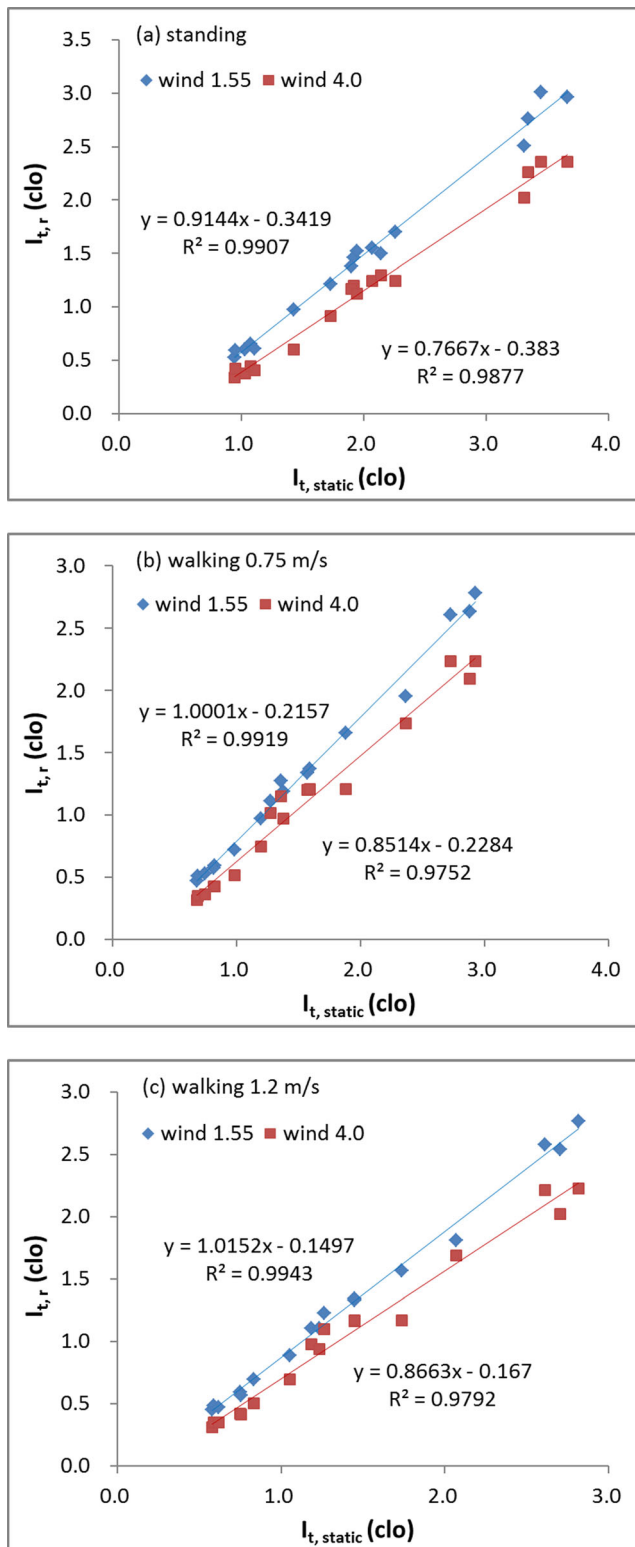 (a) standing
wind 1.55 wind 4.0
3.5
3.0
2.5
2.0
1.5
1.0
0.5
0.0
I t,r (clo)
y = 0.9144x - 0.3419
R² = 0.9907
y = 0.7667x - 0.383
R² = 0.9877
0.0 1.0 2.0 3.0 4.0
I t, static (clo)
(b) walking 0.75 m/s
wind 1.55 wind 4.0
3.0
2.5
2.0
1.5
1.0
0.5
0.0
I t,r (clo)
y = 1.0001x - 0.2157
R² = 0.9919
y = 0.8514x - 0.2284
R² = 0.9752
0.0 1.0 2.0 3.0 4.0
I t, static (clo)
(c) walking 1.2 m/s
wind 1.55 wind 4.0
3.0
2.5
2.0
1.5
1.0
0.5
0.0
I t,r (clo)
y = 1.0152x - 0.1497
R² = 0.9943
y = 0.8663x - 0.167
R² = 0.9792
0.0 1.0 2.0 3.0
I t, static (clo)